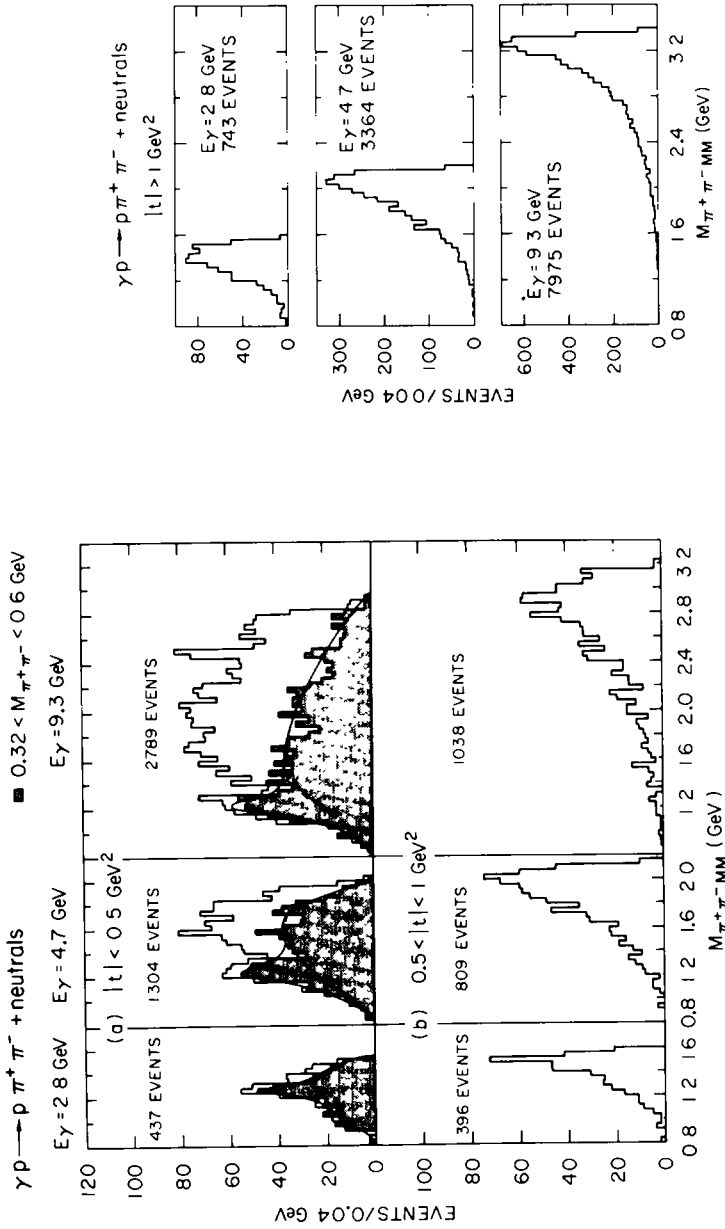 γp → p π⁺ π⁻ + neutrals
■ 0.32 < M π⁺π⁻ < 0 6 GeV
Eγ = 2 8 GeV
Eγ = 4.7 GeV
Eγ = 9.3 GeV
120
100
80
60
40
20
0
EVENTS/0.04 GeV
437 EVENTS
(a) |t| < 0 5 GeV²
1304 EVENTS
2789 EVENTS
80
60
40
20
0
396 EVENTS
(b) 0.5 < |t| < 1 GeV²
809 EVENTS
1038 EVENTS
0 8 1 2 1 6
0.8 1 2 1.6 2 0
1 2 1 6 2 0 2 4 2.8 3 2
M π⁺π⁻MM (GeV)
γp → p π⁺ π⁻ + neutrals
|t| > 1 GeV²
80
40
0
Eγ = 2 8 GeV
743 EVENTS
300
200
100
0
EVENTS/0 04 GeV
Eγ = 4 7 GeV
3364 EVENTS
600
400
200
0
Eγ = 9 3 GeV
7975 EVENTS
0 8 1 6 2.4 3 2
M π⁺π⁻MM (GeV)